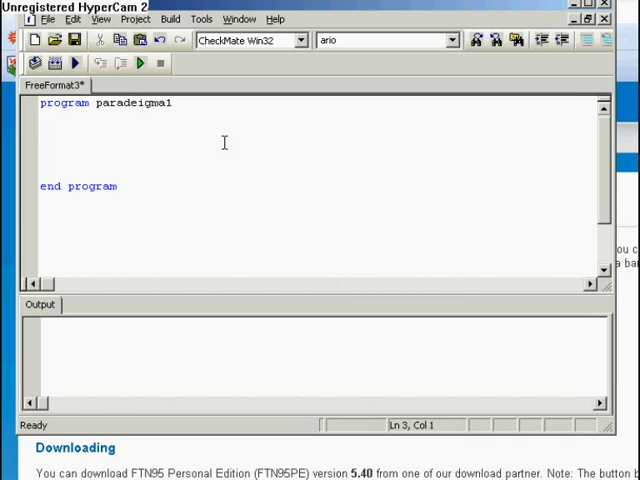 Unregistered HyperCam 2
File Edit View Project Build Tools Window Help
CheckMate Win32 ario
FreeFormat3*
program paradeigma1
end program
Output
Ready Ln 3, Col 1
Downloading
You can download FTN95 Personal Edition (FTN95PE) version 5.40 from one of our download partner. Note: The button b